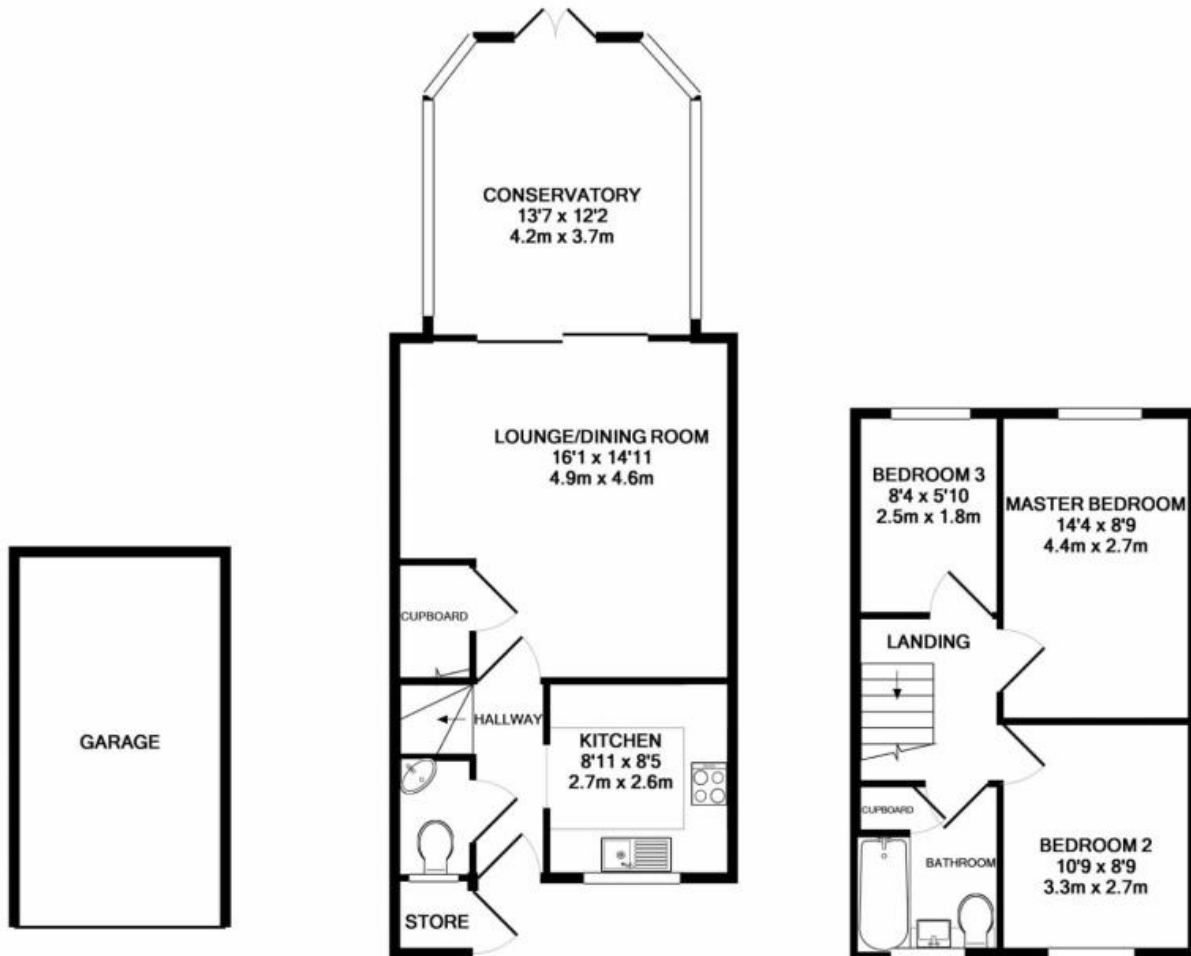 CONSERVATORY
13'7 x 12'2
4.2m x 3.7m
LOUNGE/DINING ROOM
16'1 x 14'11
4.9m x 4.6m
CUPBOARD
HALLWAY
KITCHEN
8'11 x 8'5
2.7m x 2.6m
STORE
GARAGE
BEDROOM 3
8'4 x 5'10
2.5m x 1.8m
MASTER BEDROOM
14'4 x 8'9
4.4m x 2.7m
LANDING
CUPBOARD
BATHROOM
BEDROOM 2
10'9 x 8'9
3.3m x 2.7m